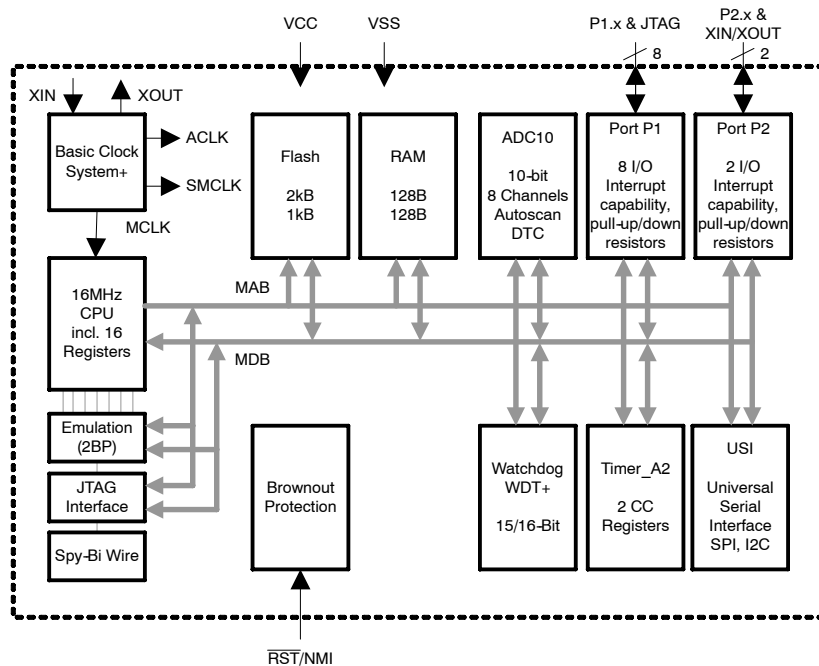 VCC
VSS
P1.x & JTAG
8
P2.x &
XIN/XOUT
2
XIN
XOUT
Basic Clock
System+
ACLK
SMCLK
MCLK
Flash
2kB
1kB
RAM
128B
128B
ADC10
10-bit
8 Channels
Autoscan
DTC
Port P1
8 I/O
Interrupt
capability,
pull-up/down
resistors
Port P2
2 I/O
Interrupt
capability,
pull-up/down
resistors
16MHz
CPU
incl. 16
Registers
MAB
MDB
Emulation
(2BP)
JTAG
Interface
Spy-Bi Wire
Brownout
Protection
Watchdog
WDT+
15/16-Bit
Timer_A2
2 CC
Registers
USI
Universal
Serial
Interface
SPI, I2C
RST/NMI